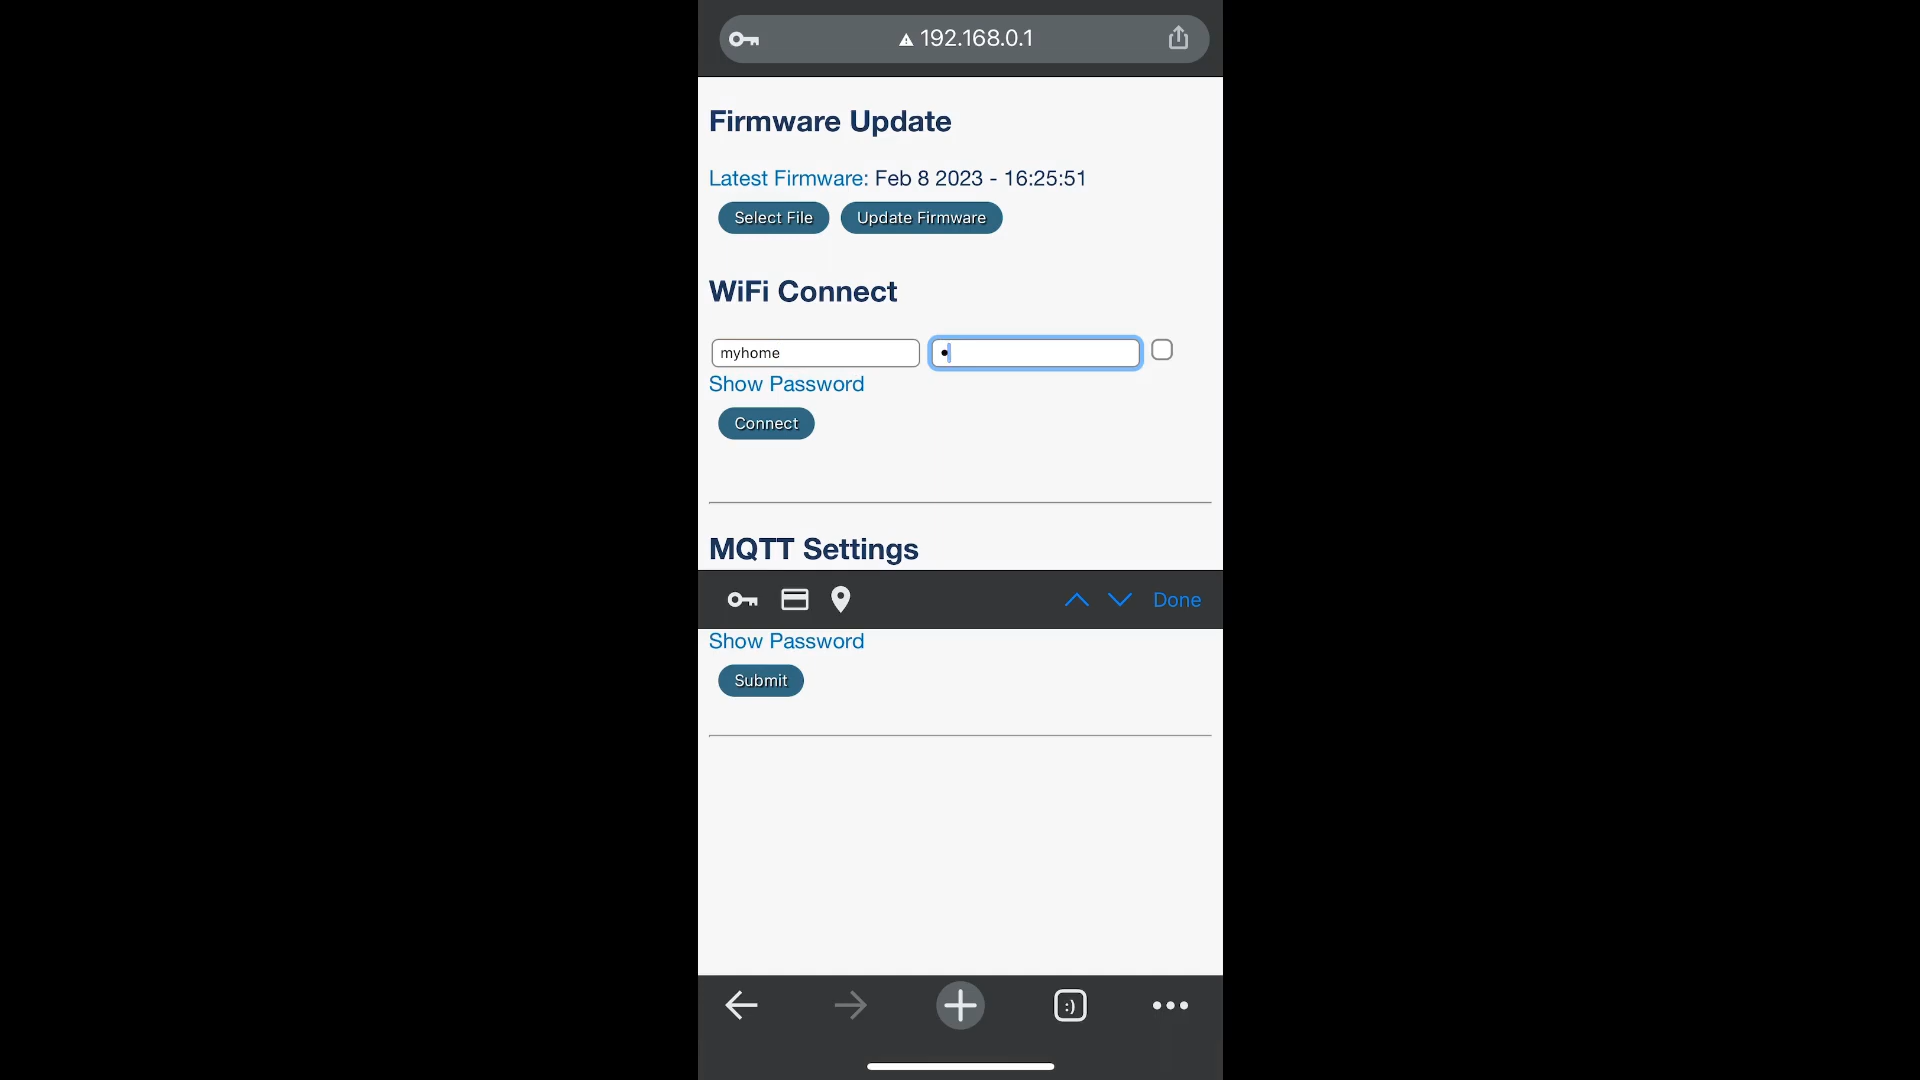 192.168.0.1
Firmware Update
Latest Firmware: Feb 8 2023 - 16:25:51
Select File Update Firmware
WiFi Connect
myhome •
Show Password
Connect
MQTT Settings
Done
Show Password
Submit
:)